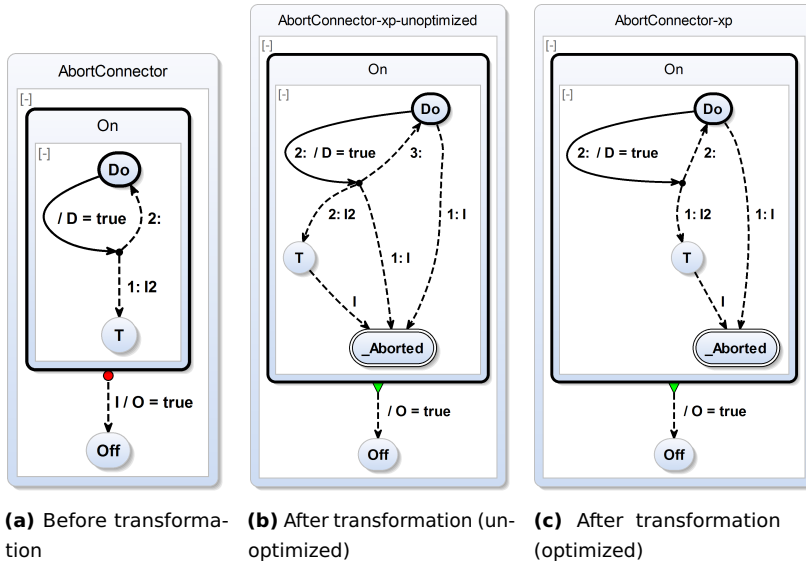 AbortConnector
[-]
On
[-]
Do
/ D = true
2:
1: I2
T
I / O = true
Off
(a) Before transforma-
tion
AbortConnector-xp-unoptimized
[-]
On
[-]
Do
2: / D = true
3:
2: I2
1: I
1: I
T
I
_Aborted
/ O = true
Off
(b) After transformation (un-
optimized)
AbortConnector-xp
[-]
On
[-]
Do
2: / D = true
2:
1: I2
1: I
T
I
_Aborted
/ O = true
Off
(c) After transformation
(optimized)